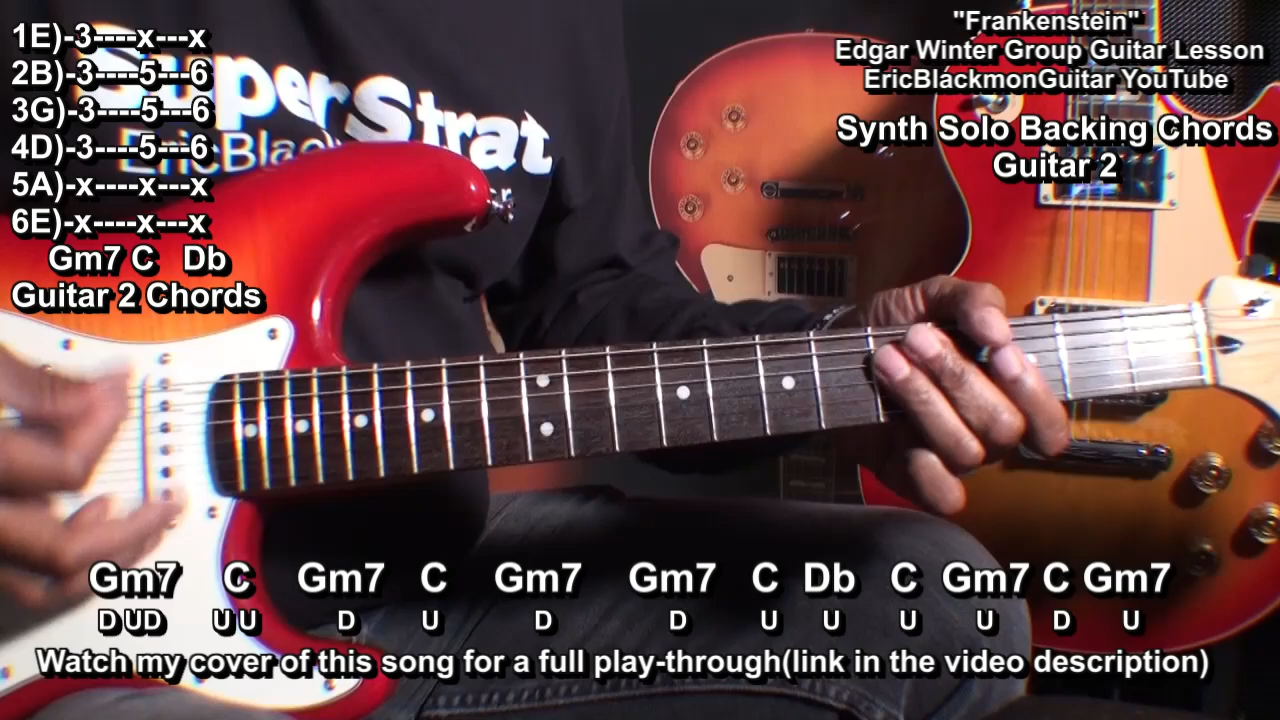 1E)-3----x---x
2B)-3----5---6
3G)-3----5---6
4D)-3----5---6
5A)-x----x---x
6E)-x----x---x
Gm7 C Db
Guitar 2 Chords
SuperStrat
EricBla
"Frankenstein"
Edgar Winter Group Guitar Lesson
EricBlackmonGuitar YouTube
Synth Solo Backing Chords
Guitar 2
Gm7 C Gm7 C Gm7 Gm7 C Db C Gm7 C Gm7
D U D U U D U D D U U U U D U
Watch my cover of this song for a full play-through(link in the video description)